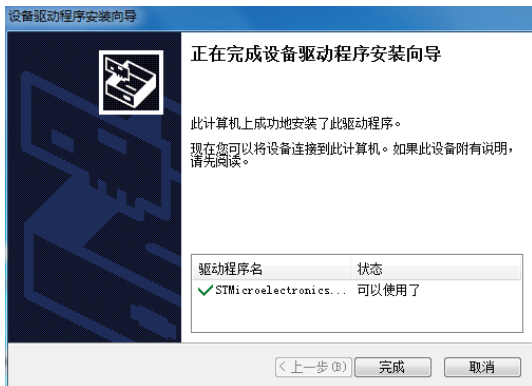 设备驱动程序安装向导
正在完成设备驱动程序安装向导
此计算机上成功地安装了此驱动程序。
现在您可以将设备连接到此计算机。如果此设备附有说明，
请先阅读。
驱动程序名 状态
STMicroelectronics... 可以使用了
< 上一步(B) 完成 取消